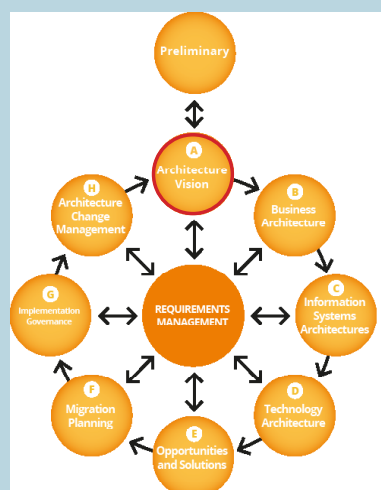 Preliminary
A
Architecture
Vision
H
Architecture
Change
Management
B
Business
Architecture
G
Implementation
Governance
REQUIREMENTS
MANAGEMENT
C
Information
Systems
Architectures
F
Migration
Planning
D
Technology
Architecture
E
Opportunities
and Solutions